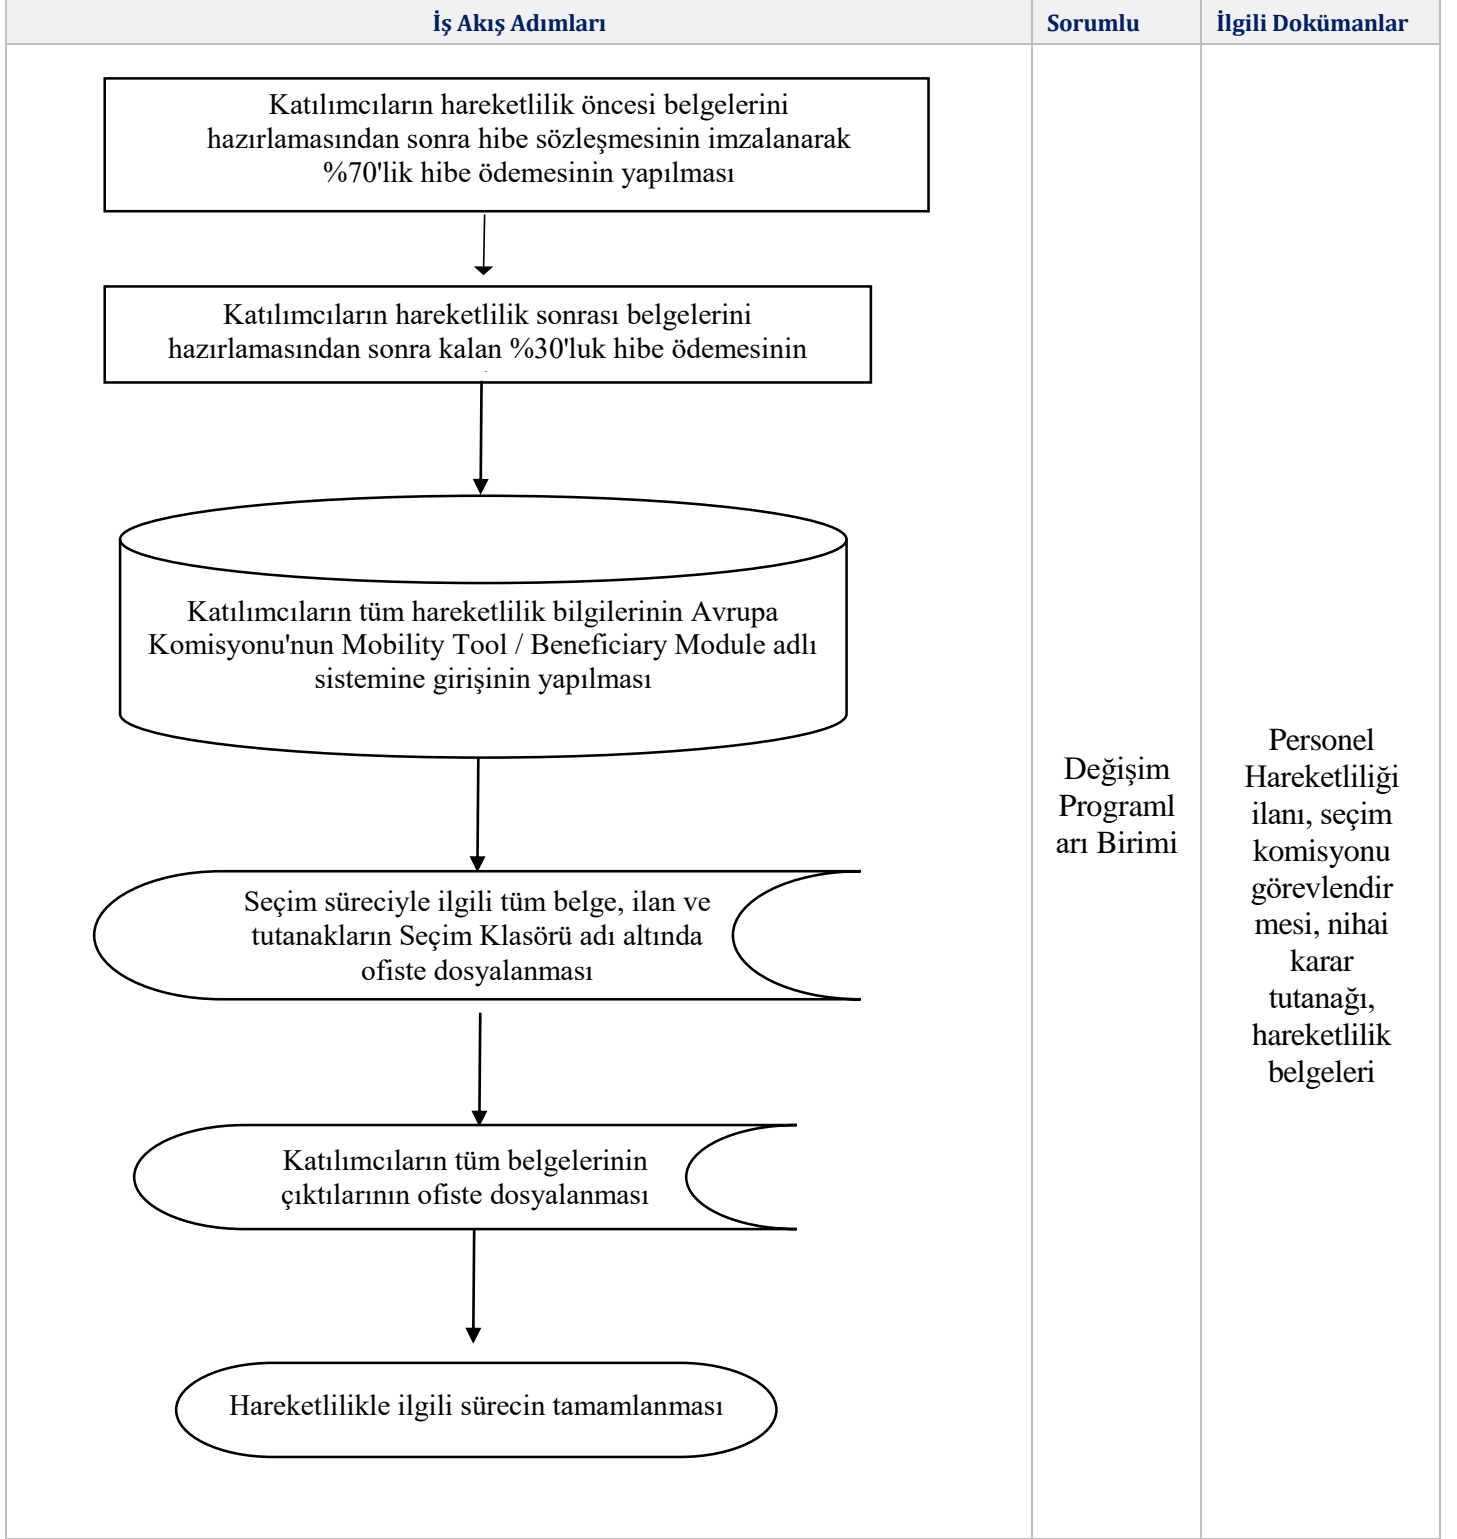 İş Akış Adımları
Sorumlu
İlgili Dokümanlar
Katılımcıların hareketlilik öncesi belgelerini
hazırlamasından sonra hibe sözleşmesinin imzalanarak
%70'lik hibe ödemesinin yapılması
Katılımcıların hareketlilik sonrası belgelerini
hazırlamasından sonra kalan %30'luk hibe ödemesinin
Katılımcıların tüm hareketlilik bilgilerinin Avrupa
Komisyonu'nun Mobility Tool / Beneficiary Module adlı
sistemine girişinin yapılması
Seçim süreciyle ilgili tüm belge, ilan ve
tutanakların Seçim Klasörü adı altında
ofiste dosyalanması
Katılımcıların tüm belgelerinin
çıktılarının ofiste dosyalanması
Hareketlilikle ilgili sürecin tamamlanması
Değişim
Programl
arı Birimi
Personel
Hareketliliği
ilanı, seçim
komisyonu
görevlendir
mesi, nihai
karar
tutanağı,
hareketlilik
belgeleri